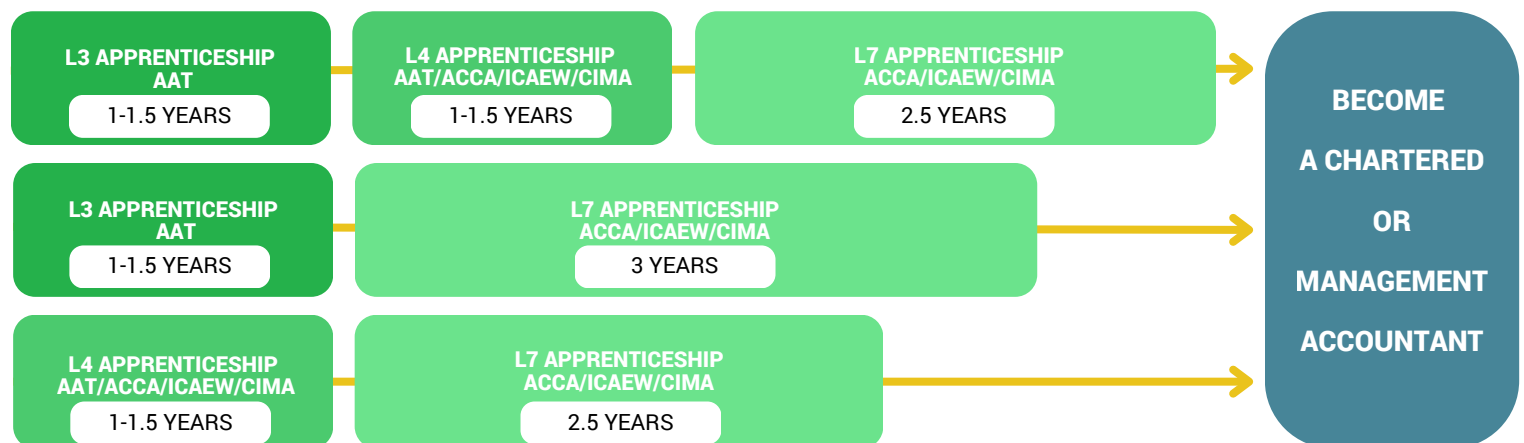 L3 APPRENTICESHIP
AAT
1-1.5 YEARS
L4 APPRENTICESHIP
AAT/ACCA/ICAEW/CIMA
1-1.5 YEARS
L7 APPRENTICESHIP
ACCA/ICAEW/CIMA
2.5 YEARS
L3 APPRENTICESHIP
AAT
1-1.5 YEARS
L7 APPRENTICESHIP
ACCA/ICAEW/CIMA
3 YEARS
L4 APPRENTICESHIP
AAT/ACCA/ICAEW/CIMA
1-1.5 YEARS
L7 APPRENTICESHIP
ACCA/ICAEW/CIMA
2.5 YEARS
BECOME
A CHARTERED
OR
MANAGEMENT
ACCOUNTANT